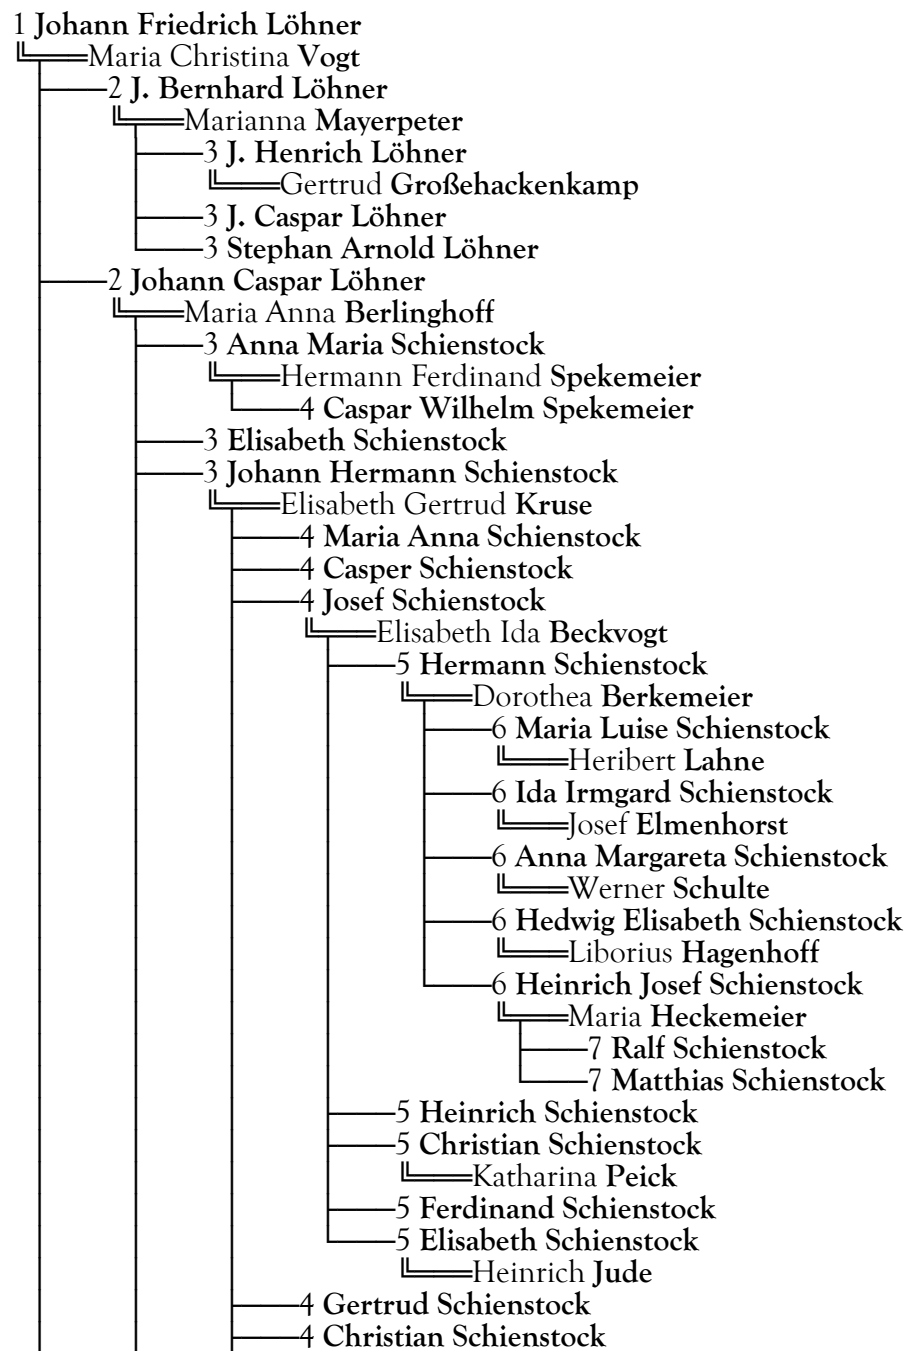 1 Johann Friedrich Löhner
Maria Christina Vogt
2 J. Bernhard Löhner
Marianna Mayerpeter
3 J. Henrich Löhner
Gertrud Großehackenkamp
3 J. Caspar Löhner
3 Stephan Arnold Löhner
2 Johann Caspar Löhner
Maria Anna Berlinghoff
3 Anna Maria Schienstock
Hermann Ferdinand Spekemeier
4 Caspar Wilhelm Spekemeier
3 Elisabeth Schienstock
3 Johann Hermann Schienstock
Elisabeth Gertrud Kruse
4 Maria Anna Schienstock
4 Casper Schienstock
4 Josef Schienstock
Elisabeth Ida Beckvogt
5 Hermann Schienstock
Dorothea Berkemeier
6 Maria Luise Schienstock
Heribert Lahne
6 Ida Irmgard Schienstock
Josef Elmenhorst
6 Anna Margareta Schienstock
Werner Schulte
6 Hedwig Elisabeth Schienstock
Liborius Hagenhoff
6 Heinrich Josef Schienstock
Maria Heckemeier
7 Ralf Schienstock
7 Matthias Schienstock
5 Heinrich Schienstock
5 Christian Schienstock
Katharina Peick
5 Ferdinand Schienstock
5 Elisabeth Schienstock
Heinrich Jude
4 Gertrud Schienstock
4 Christian Schienstock